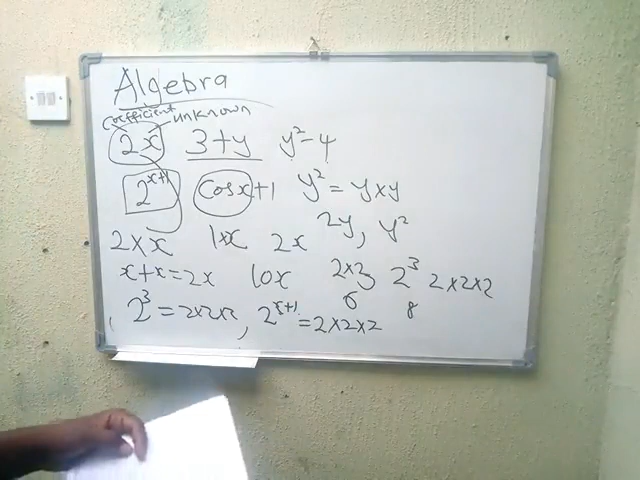 Algebra
coefficient unknown
2x 3+y y²-4
2^(x+1) cosx+1 y² = y×y
2y, y²
2×x 1×x 2x
x+x=2x 10x 2×3 2³ 2×2×2
6 8
2³ = 2×2×2, 2^(x+1) = 2×2×2